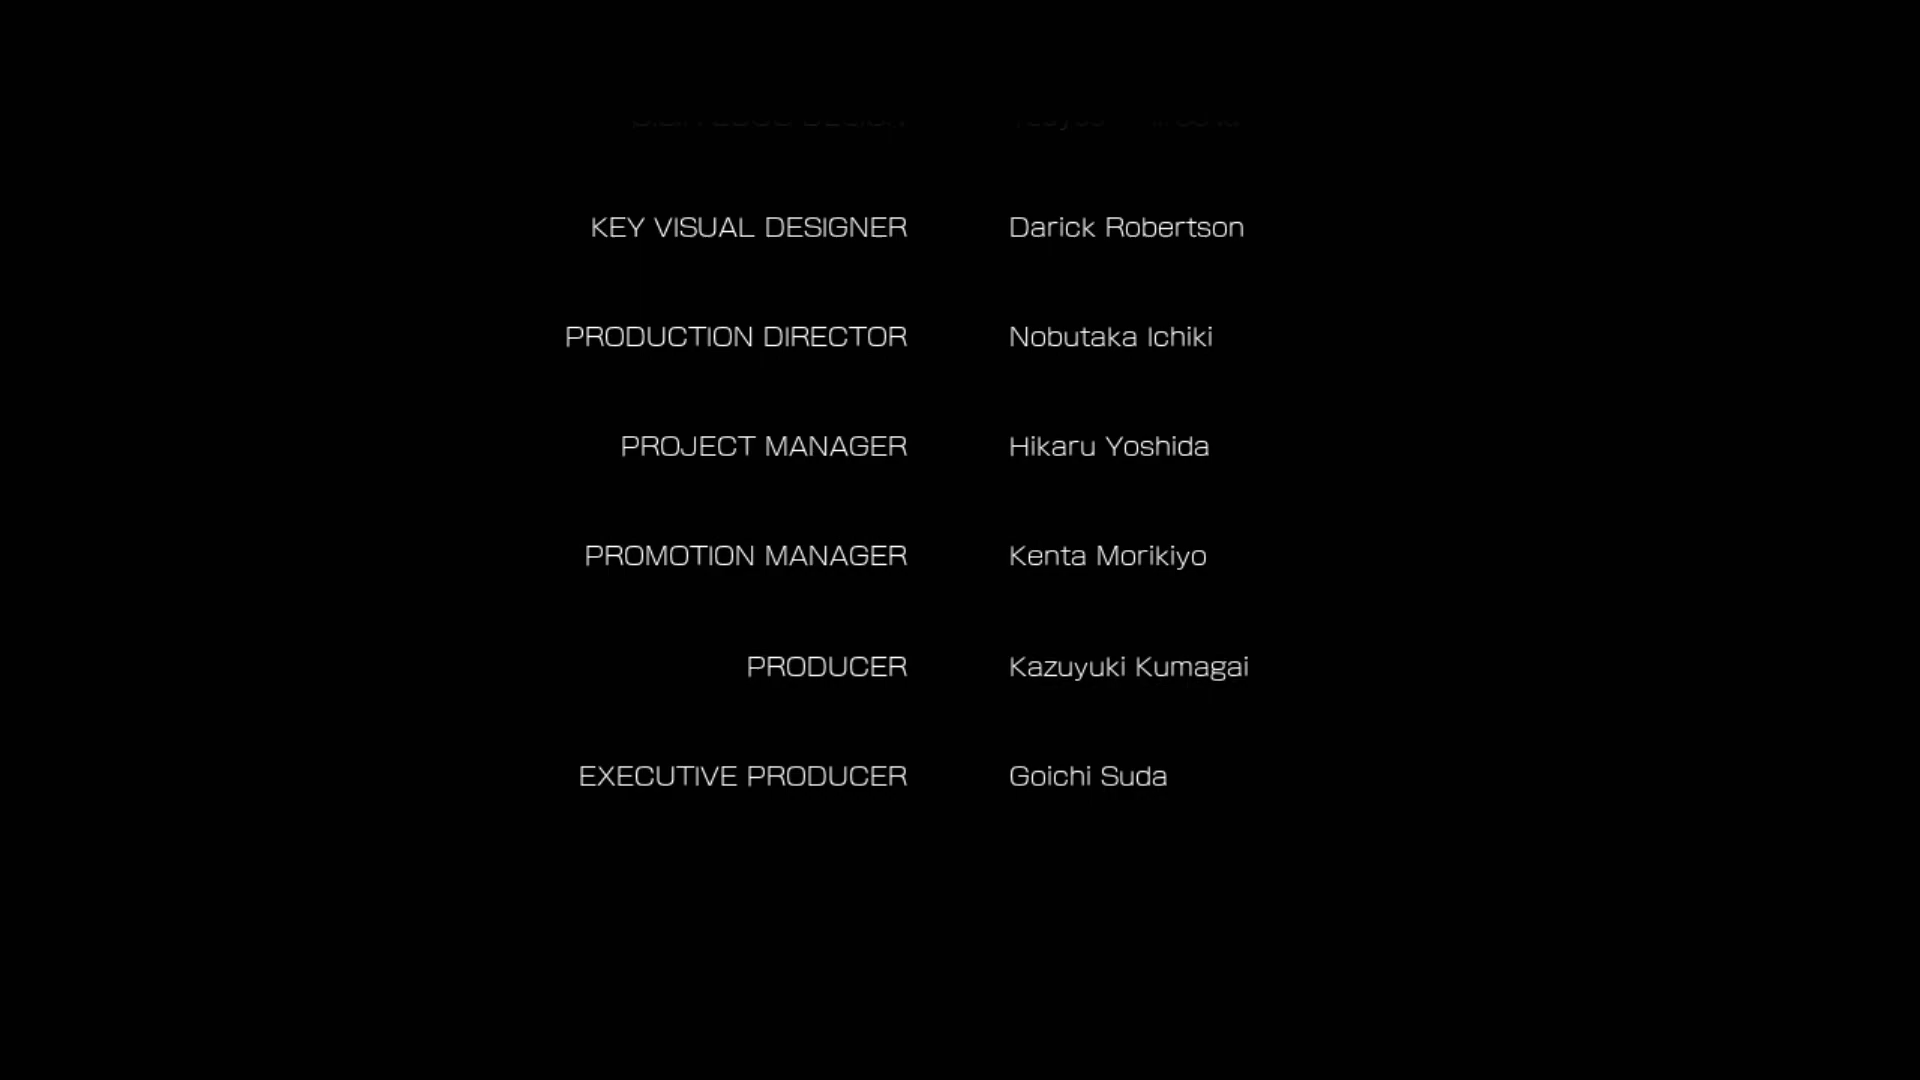 KEY VISUAL DESIGNER Darick Robertson
PRODUCTION DIRECTOR Nobutaka Ichiki
PROJECT MANAGER Hikaru Yoshida
PROMOTION MANAGER Kenta Morikiyo
PRODUCER Kazuyuki Kumagai
EXECUTIVE PRODUCER Goichi Suda